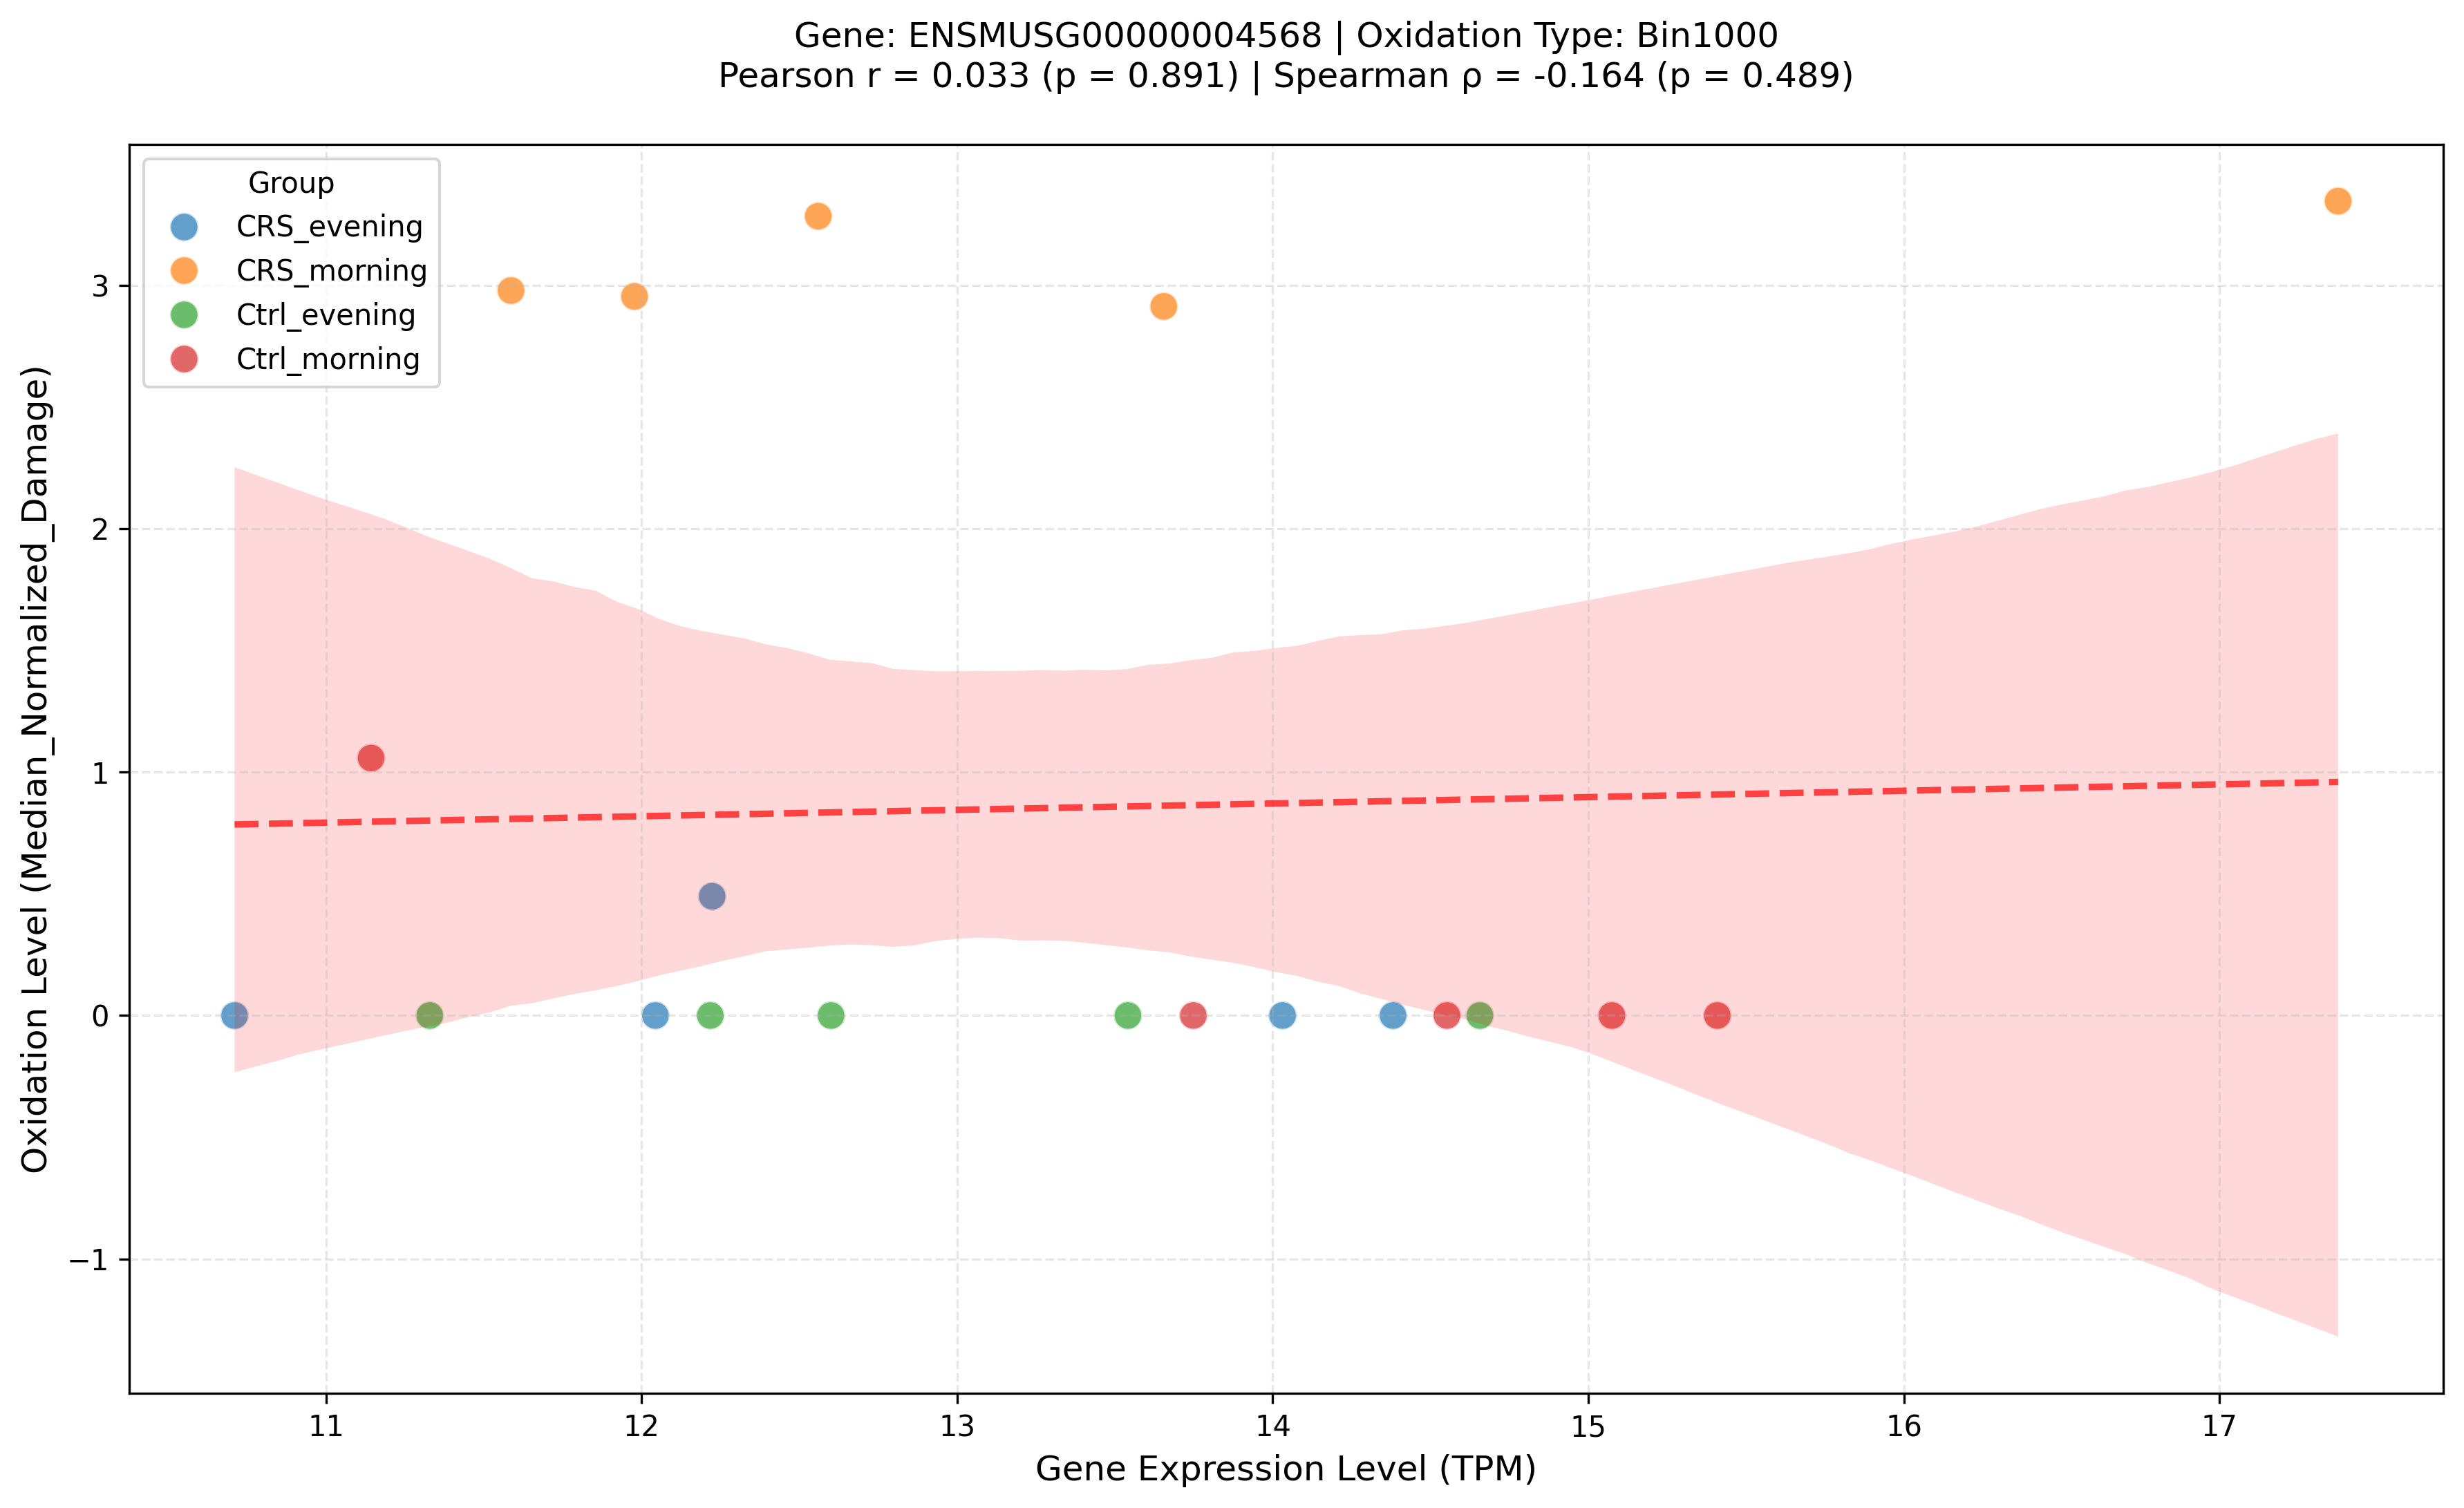 Gene: ENSMUSG00000004568 | Oxidation Type: Bin1000
Pearson r = 0.033 (p = 0.891) | Spearman ρ = -0.164 (p = 0.489)
Group
CRS_evening
CRS_morning
Ctrl_evening
Ctrl_morning
Oxidation Level (Median_Normalized_Damage)
3
2
1
0
−1
11 12 13 14 15 16 17
Gene Expression Level (TPM)